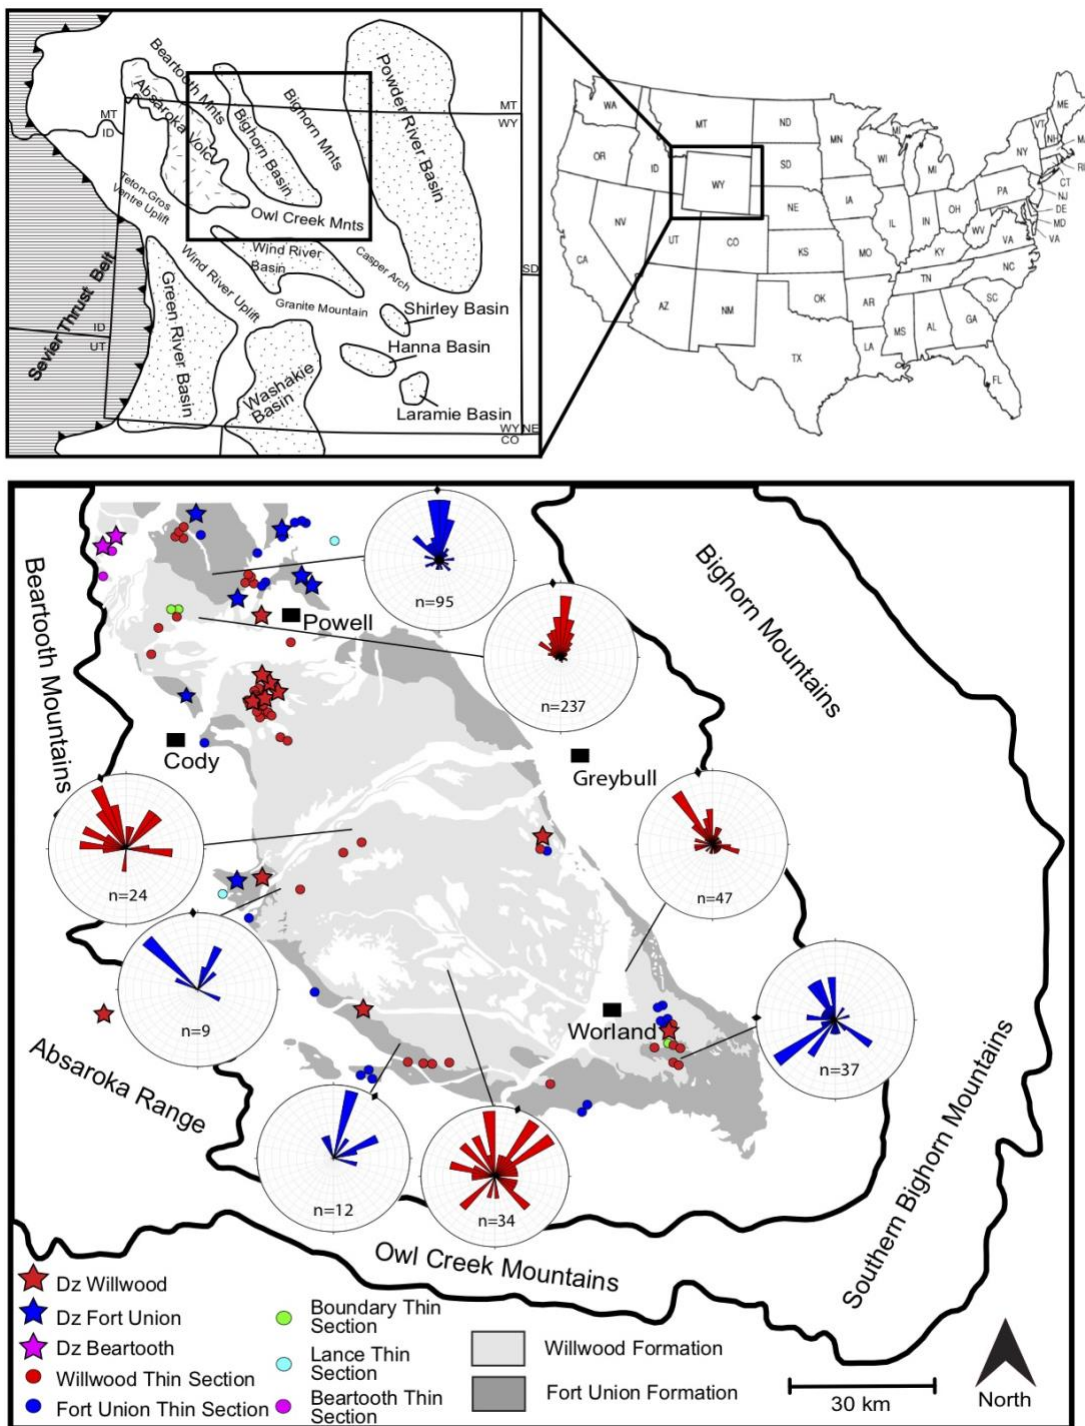 Beartooth Mnts
Absaroka Volc
Bighorn Basin
Bighorn Mnts
Powder River Basin
MT
WY
MT
ID
Teton-Gros
Ventre Uplift
Owl Creek Mnts
Wind River
Basin
Casper Arch
Wind River Uplift
Granite Mountain
SD
Sevier Thrust Belt
Green River Basin
ID
UT
Shirley Basin
Hanna Basin
Washakie
Basin
Laramie Basin
WY
NE
CO
WA
MT
ND
MN
OR
ID
WY
SD
WI
MI
MI
NY
VT
NH
ME
MA
RI
CT
NJ
DE
MD
VA
NV
UT
CO
NE
IA
IL
IN
OH
PA
WV
VA
KY
CA
KS
MO
TN
NC
SC
AZ
NM
OK
AR
MS
AL
GA
LA
TX
FL
Beartooth Mountains
Bighorn Mountains
n=95
Powell
n=237
Cody
Greybull
n=24
n=47
n=9
Worland
n=37
Absaroka Range
n=12
n=34
Owl Creek Mountains
Southern Bighorn Mountains
Dz Willwood
Dz Fort Union
Dz Beartooth
Willwood Thin Section
Fort Union Thin Section
Boundary Thin
Section
Lance Thin
Section
Beartooth Thin
Section
Willwood Formation
Fort Union Formation
30 km
North